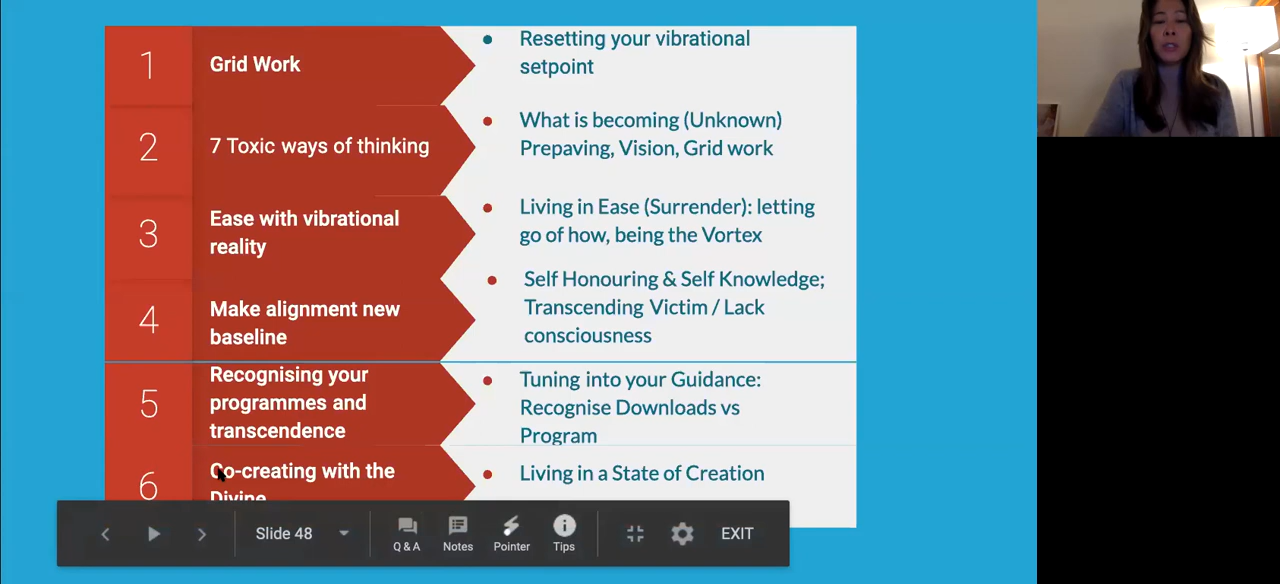 1
Grid Work
Resetting your vibrational
setpoint
2
7 Toxic ways of thinking
What is becoming (Unknown)
Prepaving, Vision, Grid work
3
Ease with vibrational
reality
Living in Ease (Surrender): letting
go of how, being the Vortex
4
Make alignment new
baseline
Self Honouring & Self Knowledge;
Transcending Victim / Lack
consciousness
5
Recognising your
programmes and
transcendence
Tuning into your Guidance:
Recognise Downloads vs
Program
6
Co-creating with the
Divine
Living in a State of Creation
Slide 48
Q & A
Notes
Pointer
Tips
EXIT